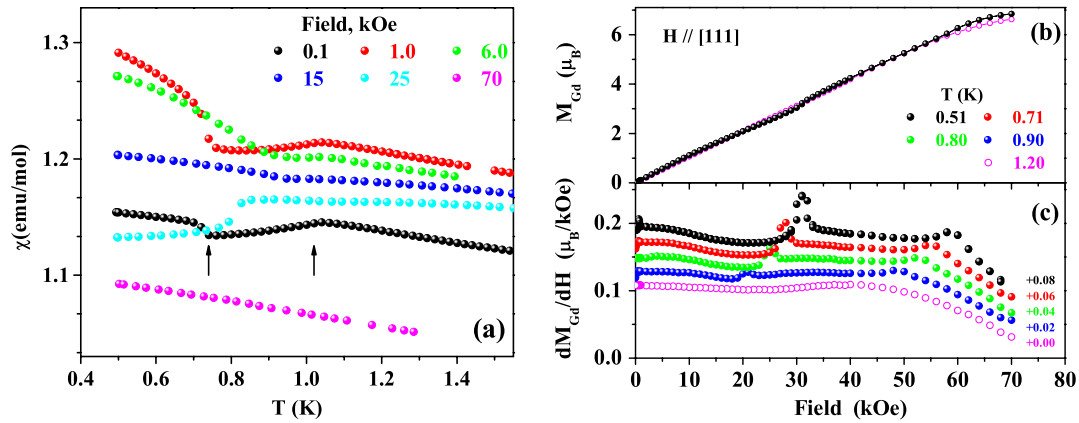 Field, kOe
0.1 1.0 6.0
15 25 70
1.3
1.2
1.1
χ(emu/mol)
0.4 0.6 0.8 1.0 1.2 1.4
T (K)
(a)
H // [111]
(b)
6
4
2
0
M_Gd (μ_B)
T (K)
0.51 0.71
0.80 0.90
1.20
(c)
0.2
0.1
0.0
dM_Gd/dH (μ_B/kOe)
+0.08
+0.06
+0.04
+0.02
+0.00
0 10 20 30 40 50 60 70 80
Field (kOe)